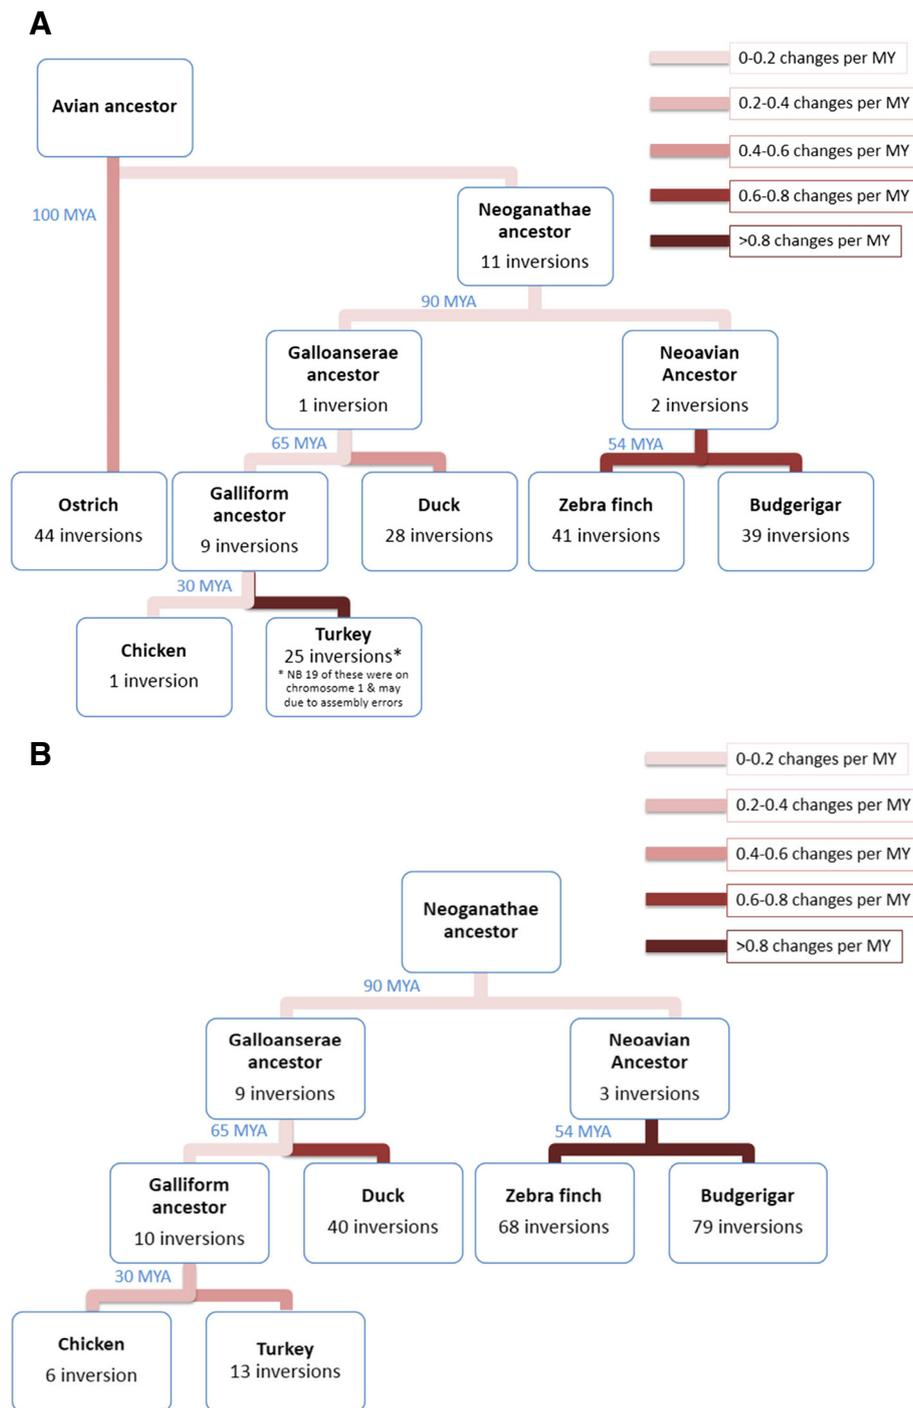 A
Avian ancestor
0-0.2 changes per MY
0.2-0.4 changes per MY
0.4-0.6 changes per MY
0.6-0.8 changes per MY
>0.8 changes per MY
100 MYA
Neoganathae
ancestor
11 inversions
90 MYA
Galloanserae
ancestor
1 inversion
Neoavian
Ancestor
2 inversions
65 MYA
54 MYA
Ostrich
44 inversions
Galliform
ancestor
9 inversions
Duck
28 inversions
Zebra finch
41 inversions
Budgerigar
39 inversions
30 MYA
Chicken
1 inversion
Turkey
25 inversions*
* NB 19 of these were on
chromosome 1 & may
due to assembly errors
B
0-0.2 changes per MY
0.2-0.4 changes per MY
0.4-0.6 changes per MY
0.6-0.8 changes per MY
>0.8 changes per MY
Neoganathae
ancestor
90 MYA
Galloanserae
ancestor
9 inversions
Neoavian
Ancestor
3 inversions
65 MYA
54 MYA
Galliform
ancestor
10 inversions
Duck
40 inversions
Zebra finch
68 inversions
Budgerigar
79 inversions
30 MYA
Chicken
6 inversion
Turkey
13 inversions